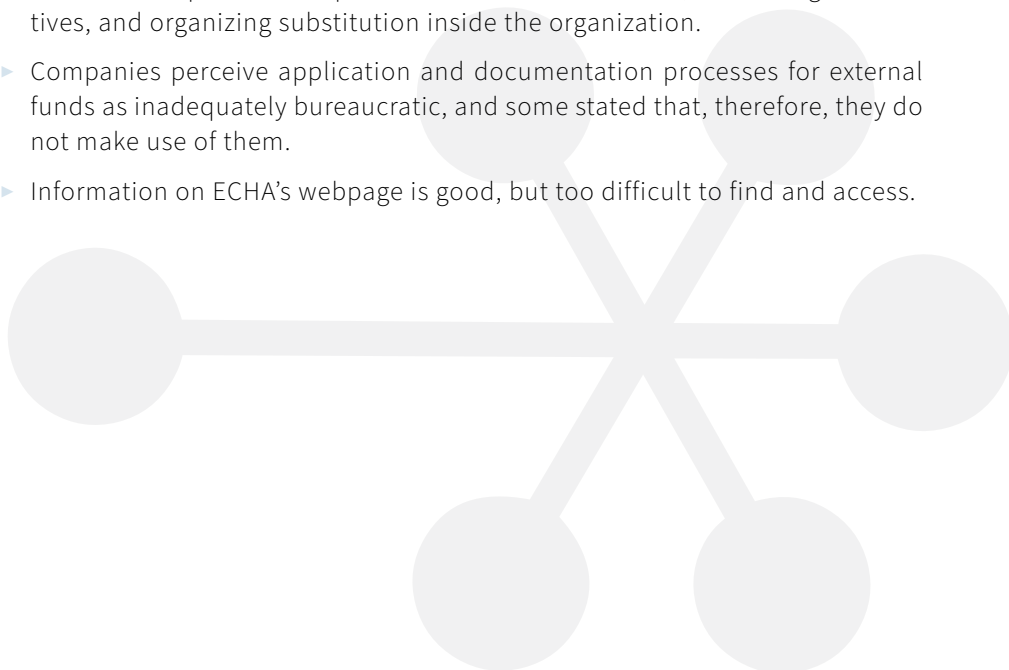 tives, and organizing substitution inside the organization.
► Companies perceive application and documentation processes for external
funds as inadequately bureaucratic, and some stated that, therefore, they do
not make use of them.
► Information on ECHA’s webpage is good, but too difficult to find and access.